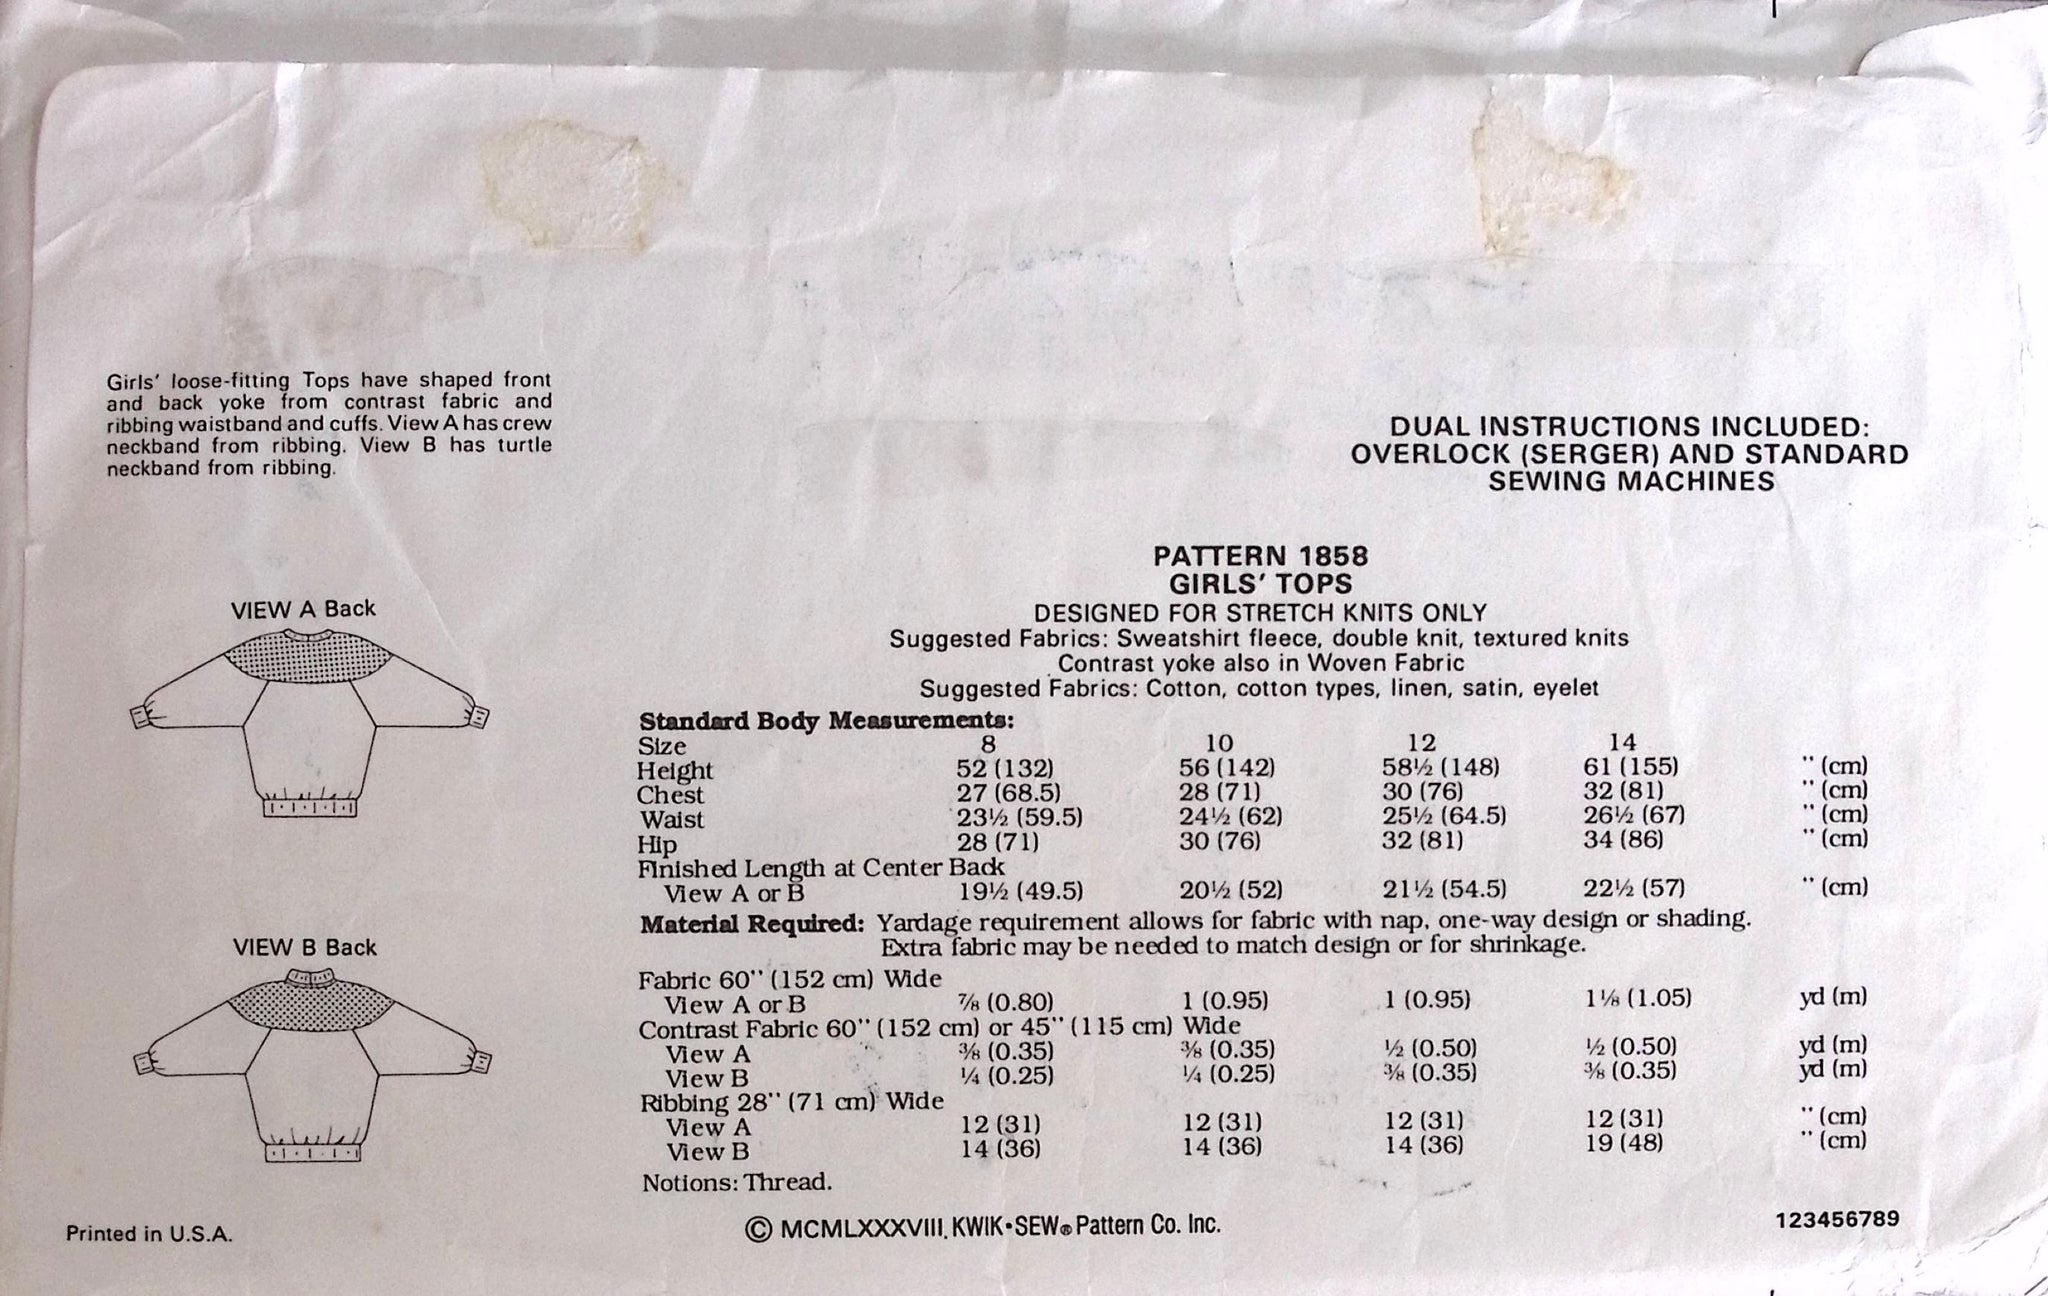 Girls' loose-fitting Tops have shaped front
and back yoke from contrast fabric and
ribbing waistband and cuffs. View A has crew
neckband from ribbing. View B has turtle
neckband from ribbing.
DUAL INSTRUCTIONS INCLUDED:
OVERLOCK (SERGER) AND STANDARD
SEWING MACHINES
PATTERN 1858
GIRLS' TOPS
DESIGNED FOR STRETCH KNITS ONLY
Suggested Fabrics: Sweatshirt fleece, double knit, textured knits
Contrast yoke also in Woven Fabric
Suggested Fabrics: Cotton, cotton types, linen, satin, eyelet
VIEW A Back
VIEW B Back
Standard Body Measurements:
Size 8 10 12 14
Height 52 (132) 56 (142) 58½ (148) 61 (155) " (cm)
Chest 27 (68.5) 28 (71) 30 (76) 32 (81) " (cm)
Waist 23½ (59.5) 24½ (62) 25½ (64.5) 26½ (67) " (cm)
Hip 28 (71) 30 (76) 32 (81) 34 (86) " (cm)
Finished Length at Center Back
View A or B 19½ (49.5) 20½ (52) 21½ (54.5) 22½ (57) " (cm)
Material Required: Yardage requirement allows for fabric with nap, one-way design or shading.
Extra fabric may be needed to match design or for shrinkage.
Fabric 60" (152 cm) Wide
View A or B ⅞ (0.80) 1 (0.95) 1 (0.95) 1⅛ (1.05) yd (m)
Contrast Fabric 60" (152 cm) or 45" (115 cm) Wide
View A ⅜ (0.35) ⅜ (0.35) ½ (0.50) ½ (0.50) yd (m)
View B ¼ (0.25) ¼ (0.25) ⅜ (0.35) ⅜ (0.35) yd (m)
Ribbing 28" (71 cm) Wide
View A 12 (31) 12 (31) 12 (31) 12 (31) " (cm)
View B 14 (36) 14 (36) 14 (36) 19 (48) " (cm)
Notions: Thread.
Printed in U.S.A.
© MCMLXXXVIII, KWIK•SEW® Pattern Co. Inc.
123456789